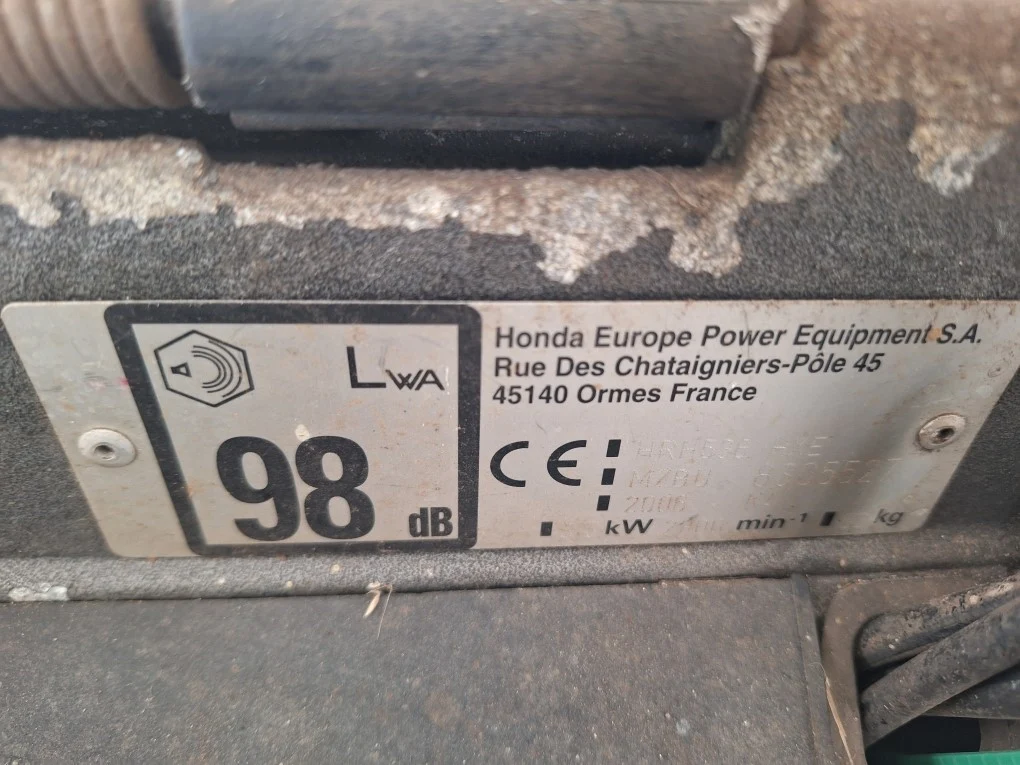 LWA
98 dB
Honda Europe Power Equipment S.A.
Rue Des Chataigniers-Pôle 45
45140 Ormes France
CE
2006
kW min-1 kg